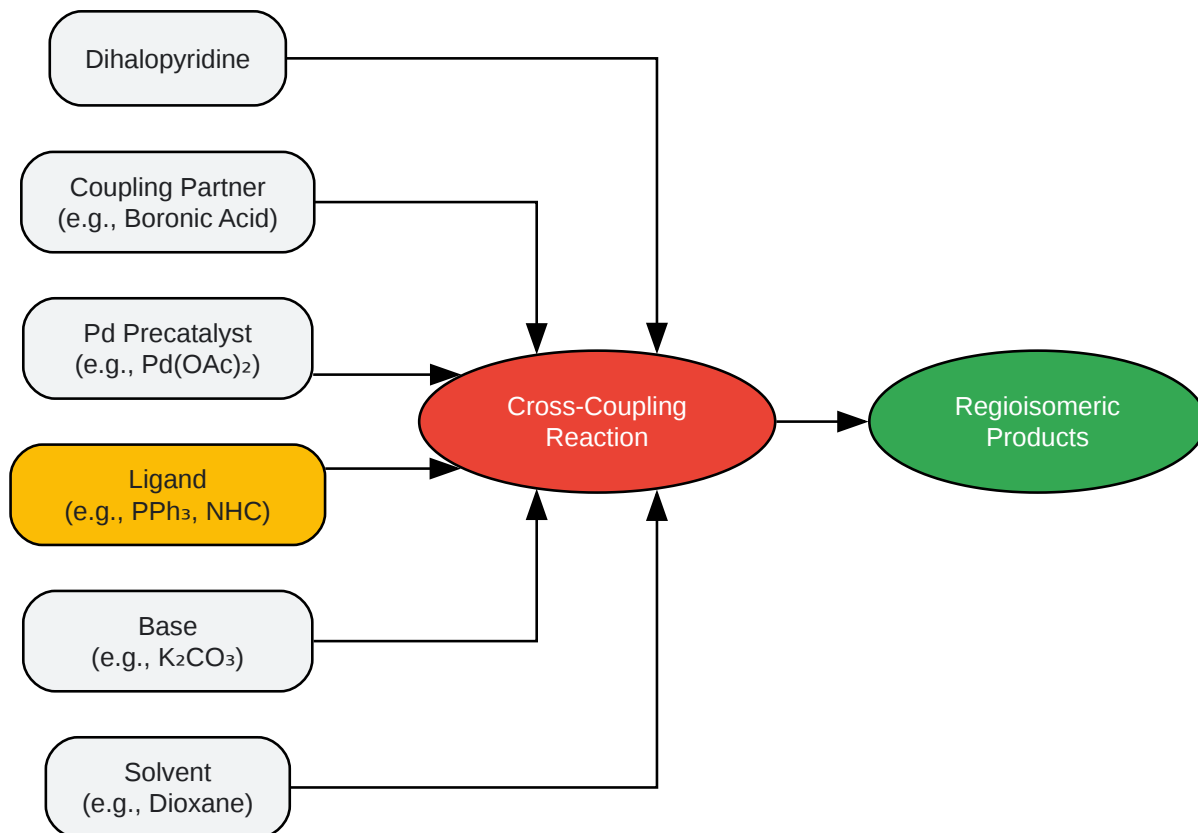 Dihalopyridine
Coupling Partner
(e.g., Boronic Acid)
Pd Precatalyst
(e.g., Pd(OAc)₂)
Ligand
(e.g., PPh₃, NHC)
Base
(e.g., K₂CO₃)
Solvent
(e.g., Dioxane)
Cross-Coupling
Reaction
Regioisomeric
Products